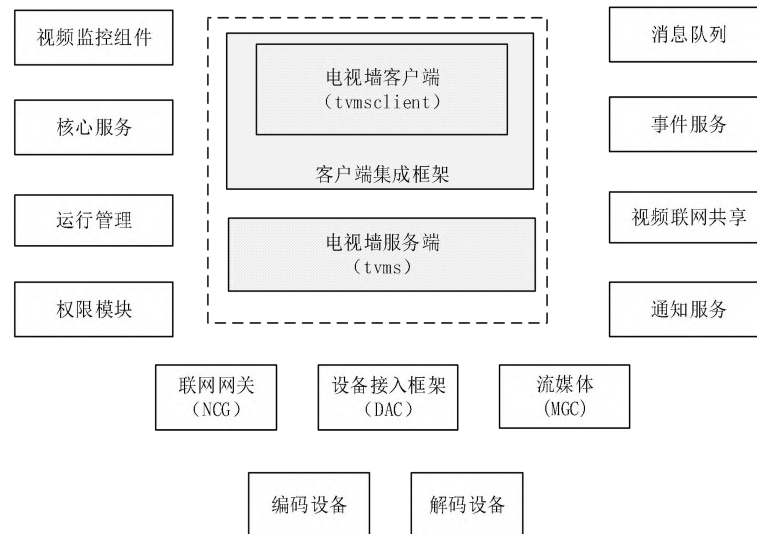 视频监控组件
核心服务
运行管理
权限模块
电视墙客户端
(tvmsclient)
客户端集成框架
电视墙服务端
(tvms)
消息队列
事件服务
视频联网共享
通知服务
联网网关
(NCG)
设备接入框架
(DAC)
流媒体
(MGC)
编码设备
解码设备